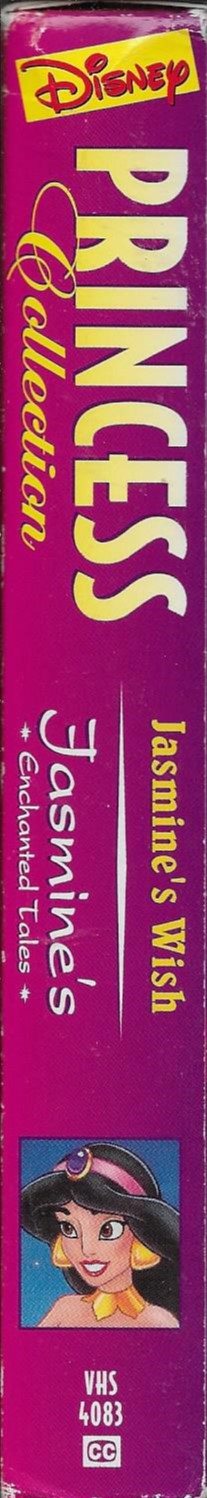 DISNEY
PRINCESS
Collection
Jasmine's Wish
Jasmine's
Enchanted Tales
VHS
4083
CC